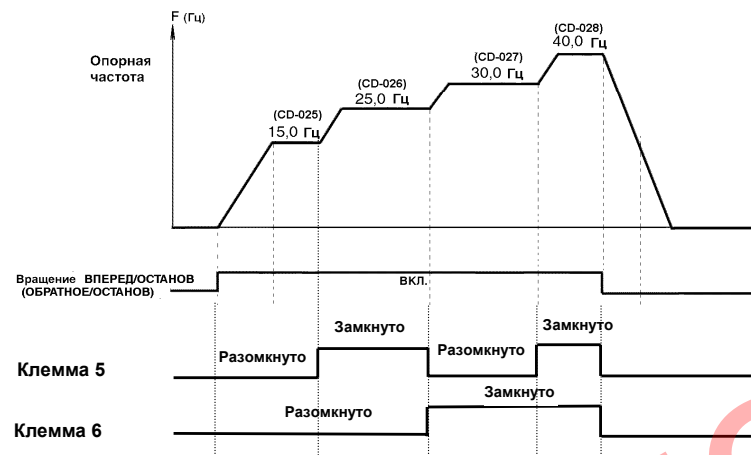 F (Гц)
Опорная
частота
(CD-025)
15,0 Гц
(CD-026)
25,0 Гц
(CD-027)
30,0 Гц
(CD-028)
40,0 Гц
Вращение ВПЕРЕД/ОСТАНОВ
(ОБРАТНОЕ/ОСТАНОВ)
ВКЛ.
Клемма 5
Разомкнуто
Замкнуто
Разомкнуто
Замкнуто
Клемма 6
Разомкнуто
Замкнуто